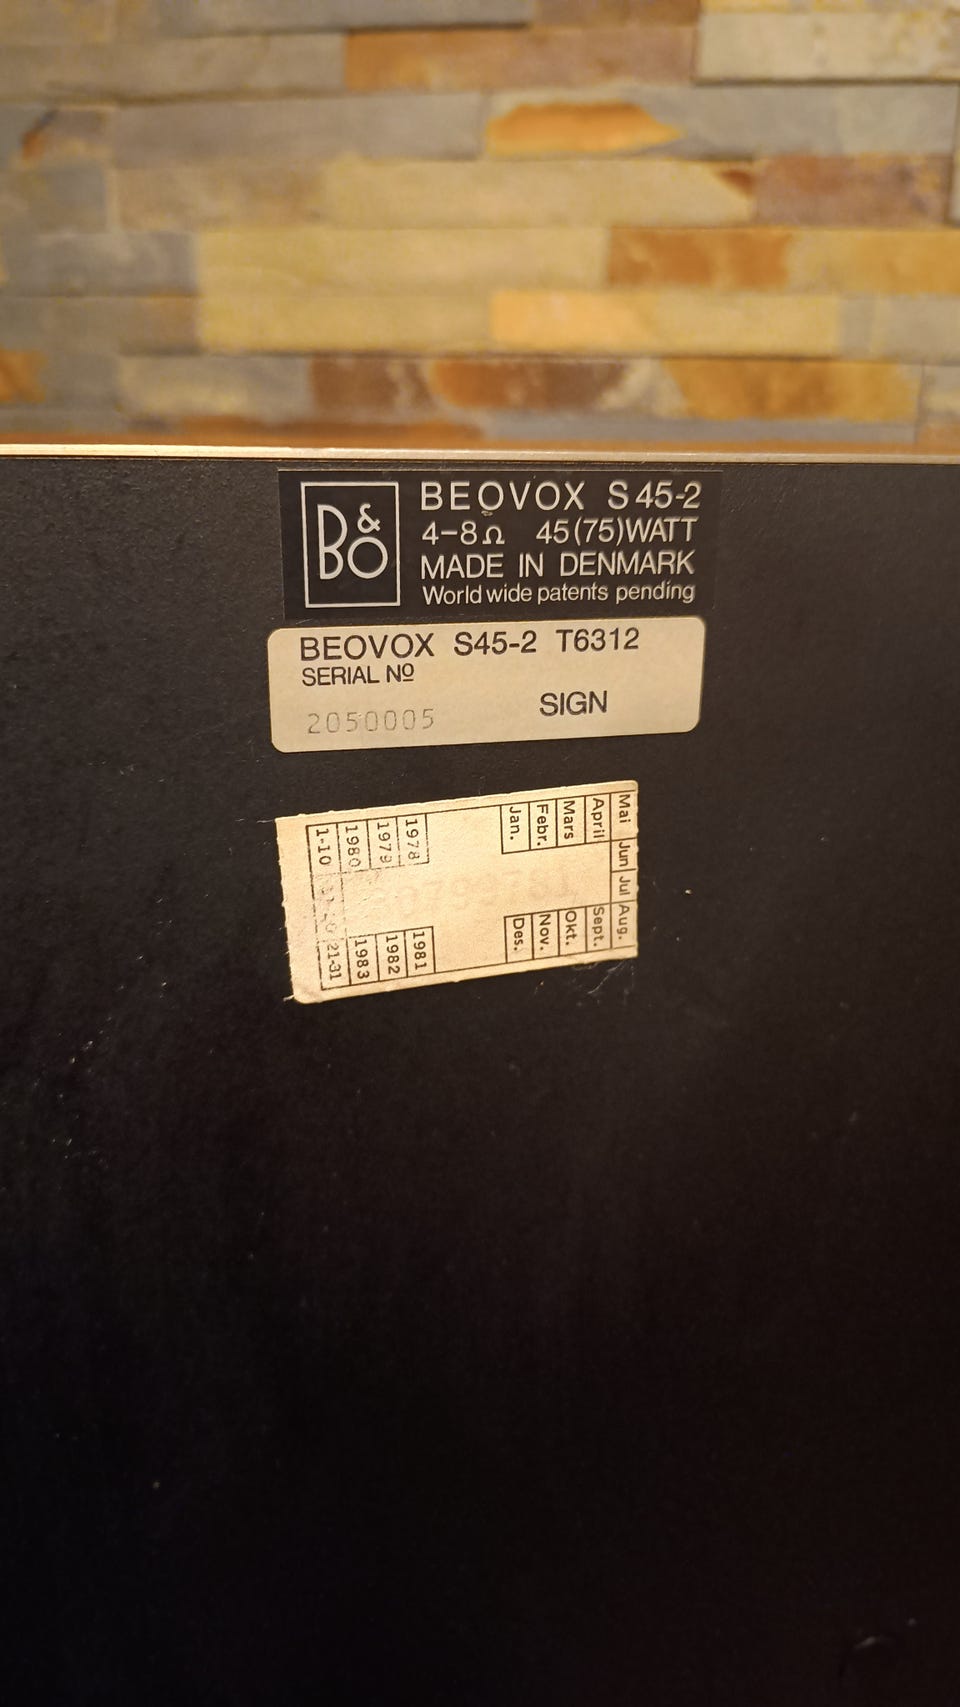 B&O
BEOVOX S 45-2
4-8 Ω 45 (75) WATT
MADE IN DENMARK
World wide patents pending
BEOVOX S45-2 T6312
SERIAL Nº
2050005 SIGN
Mai Jun Jul Aug.
April Sept.
Mars Okt.
Febr. Nov.
Jan. Des.
1978 1981
1979 1982
1980 1983
1-10 21-31